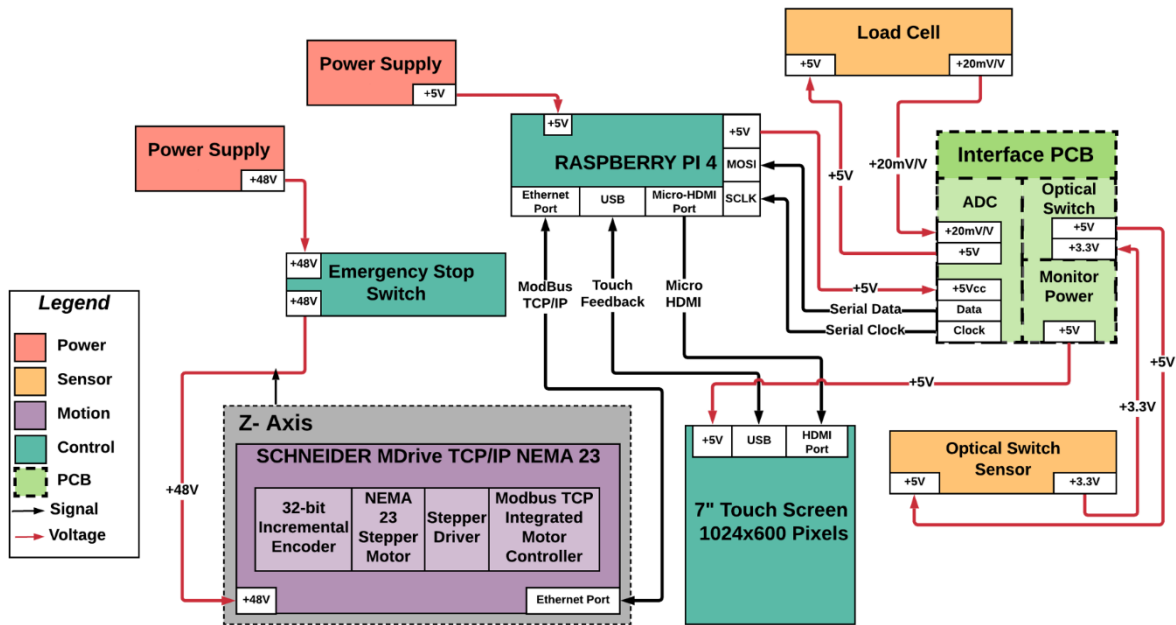 Load Cell
+5V
+20mV/V
Power Supply
+5V
Power Supply
+48V
+5V
RASPBERRY PI 4
+5V
MOSI
SCLK
Ethernet
Port
USB
Micro-HDMI
Port
+5V
+20mV/V
Interface PCB
ADC
Optical
Switch
+20mV/V
+5V
+5V
+3.3V
Monitor
Power
+5Vcc
Data
Clock
+5V
+48V
Emergency Stop
Switch
+48V
ModBus
TCP/IP
Touch
Feedback
Micro
HDMI
+5V
Serial Data
Serial Clock
+5V
+5V
+3.3V
Legend
Power
Sensor
Motion
Control
PCB
Signal
Voltage
+48V
Z- Axis
SCHNEIDER MDrive TCP/IP NEMA 23
32-bit
Incremental
Encoder
NEMA
23
Stepper
Motor
Stepper
Driver
Modbus TCP
Integrated
Motor
Controller
+48V
Ethernet Port
+5V
USB
HDMI
Port
7" Touch Screen
1024x600 Pixels
Optical Switch
Sensor
+5V
+3.3V